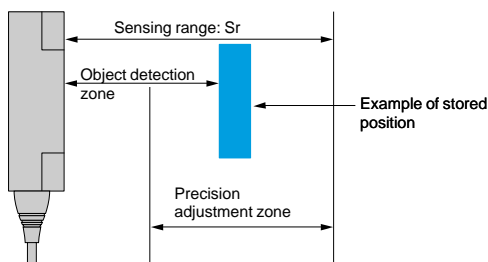 Sensing range: Sr
Object detection
zone
Example of stored
position
Precision
adjustment zone